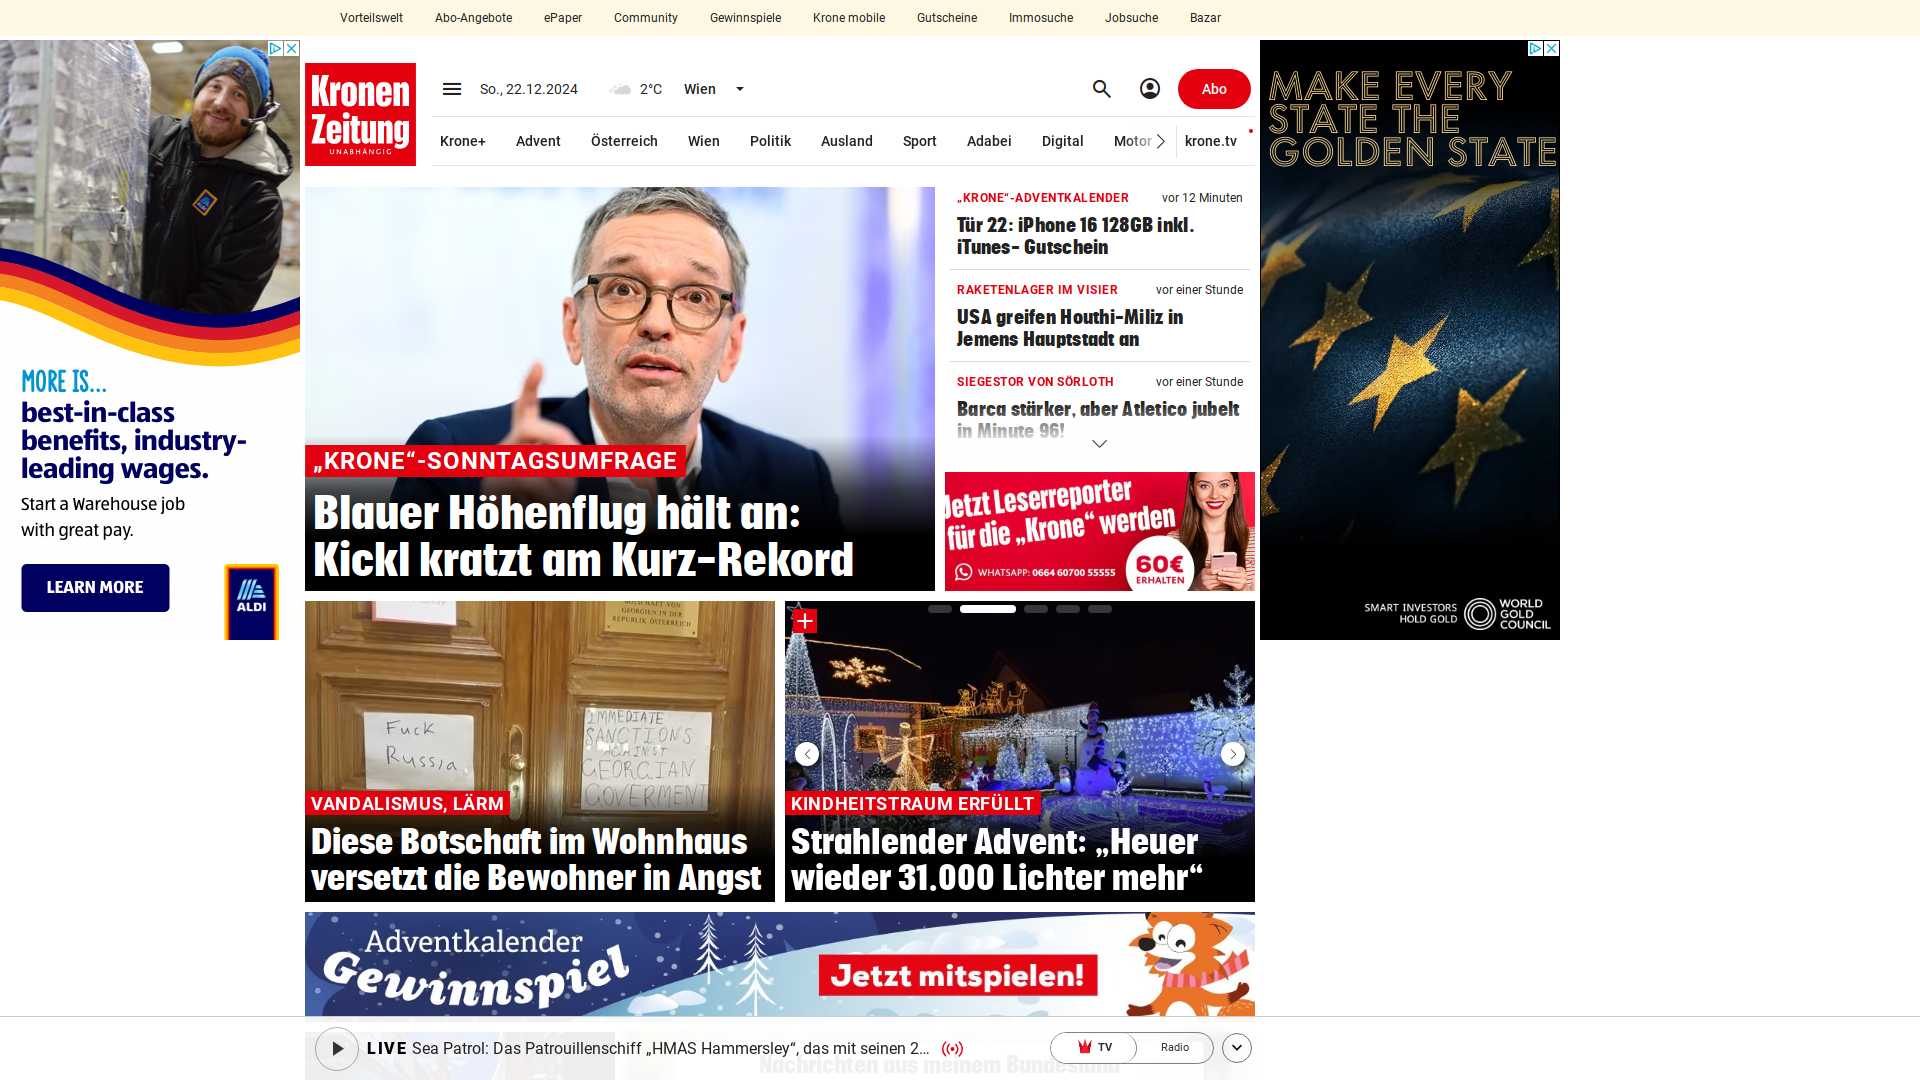 Vorteilswelt Abo-Angebote ePaper Community Gewinnspiele Krone mobile Gutscheine Immosuche Jobsuche Bazar
Kronen
Zeitung
UNABHÄNGIG
So., 22.12.2024 2°C Wien Abo
Krone+ Advent Österreich Wien Politik Ausland Sport Adabei Digital Motor krone.tv
MORE IS...
best-in-class
benefits, industry-
leading wages.
Start a Warehouse job
with great pay.
LEARN MORE
ALDI
„KRONE“-SONNTAGSUMFRAGE
Blauer Höhenflug hält an:
Kickl kratzt am Kurz-Rekord
„KRONE“-ADVENTKALENDER vor 12 Minuten
Tür 22: iPhone 16 128GB inkl.
iTunes- Gutschein
RAKETENLAGER IM VISIER vor einer Stunde
USA greifen Houthi-Miliz in
Jemens Hauptstadt an
SIEGESTOR VON SÖRLOTH vor einer Stunde
Barca stärker, aber Atletico jubelt
in Minute 96!
Jetzt Leserreporter
für die „Krone“ werden
WHATSAPP: 0664 60700 55555
60€
ERHALTEN
MAKE EVERY
STATE THE
GOLDEN STATE
SMART INVESTORS
HOLD GOLD
WORLD
GOLD
COUNCIL
GEORGIEN IN DER
REPUBLIK ÖSTERREICH
Fuck
Russia
IMMEDIATE
SANCTIONS
AGAINST
GEORGIAN
GOVERMENT
VANDALISMUS, LÄRM
Diese Botschaft im Wohnhaus
versetzt die Bewohner in Angst
KINDHEITSTRAUM ERFÜLLT
Strahlender Advent: „Heuer
wieder 31.000 Lichter mehr“
Adventkalender
Gewinnspiel
Jetzt mitspielen!
LIVE Sea Patrol: Das Patrouillenschiff „HMAS Hammersley“, das mit seinen 2... TV Radio
Nachrichten aus meinem Bundesland